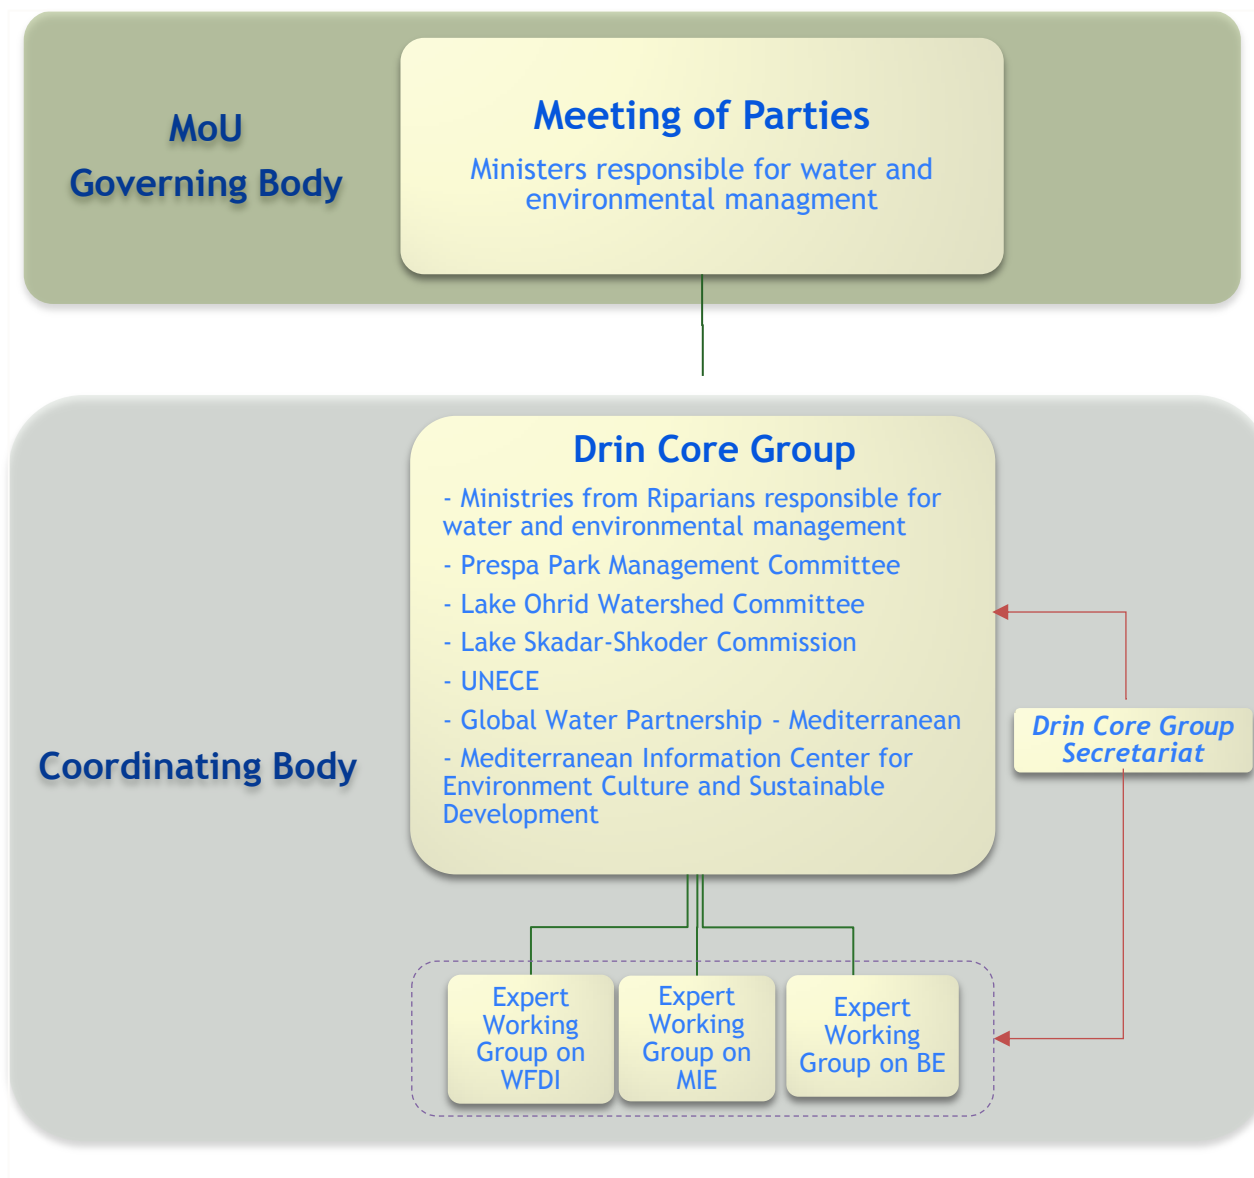 MoU
Governing Body
Meeting of Parties
Ministers responsible for water and
environmental managment
Coordinating Body
Drin Core Group
- Ministries from Riparians responsible for
water and environmental management
- Prespa Park Management Committee
- Lake Ohrid Watershed Committee
- Lake Skadar-Shkoder Commission
- UNECE
- Global Water Partnership - Mediterranean
- Mediterranean Information Center for
Environment Culture and Sustainable
Development
Drin Core Group
Secretariat
Expert
Working
Group on
WFDI
Expert
Working
Group on
MIE
Expert
Working
Group on BE